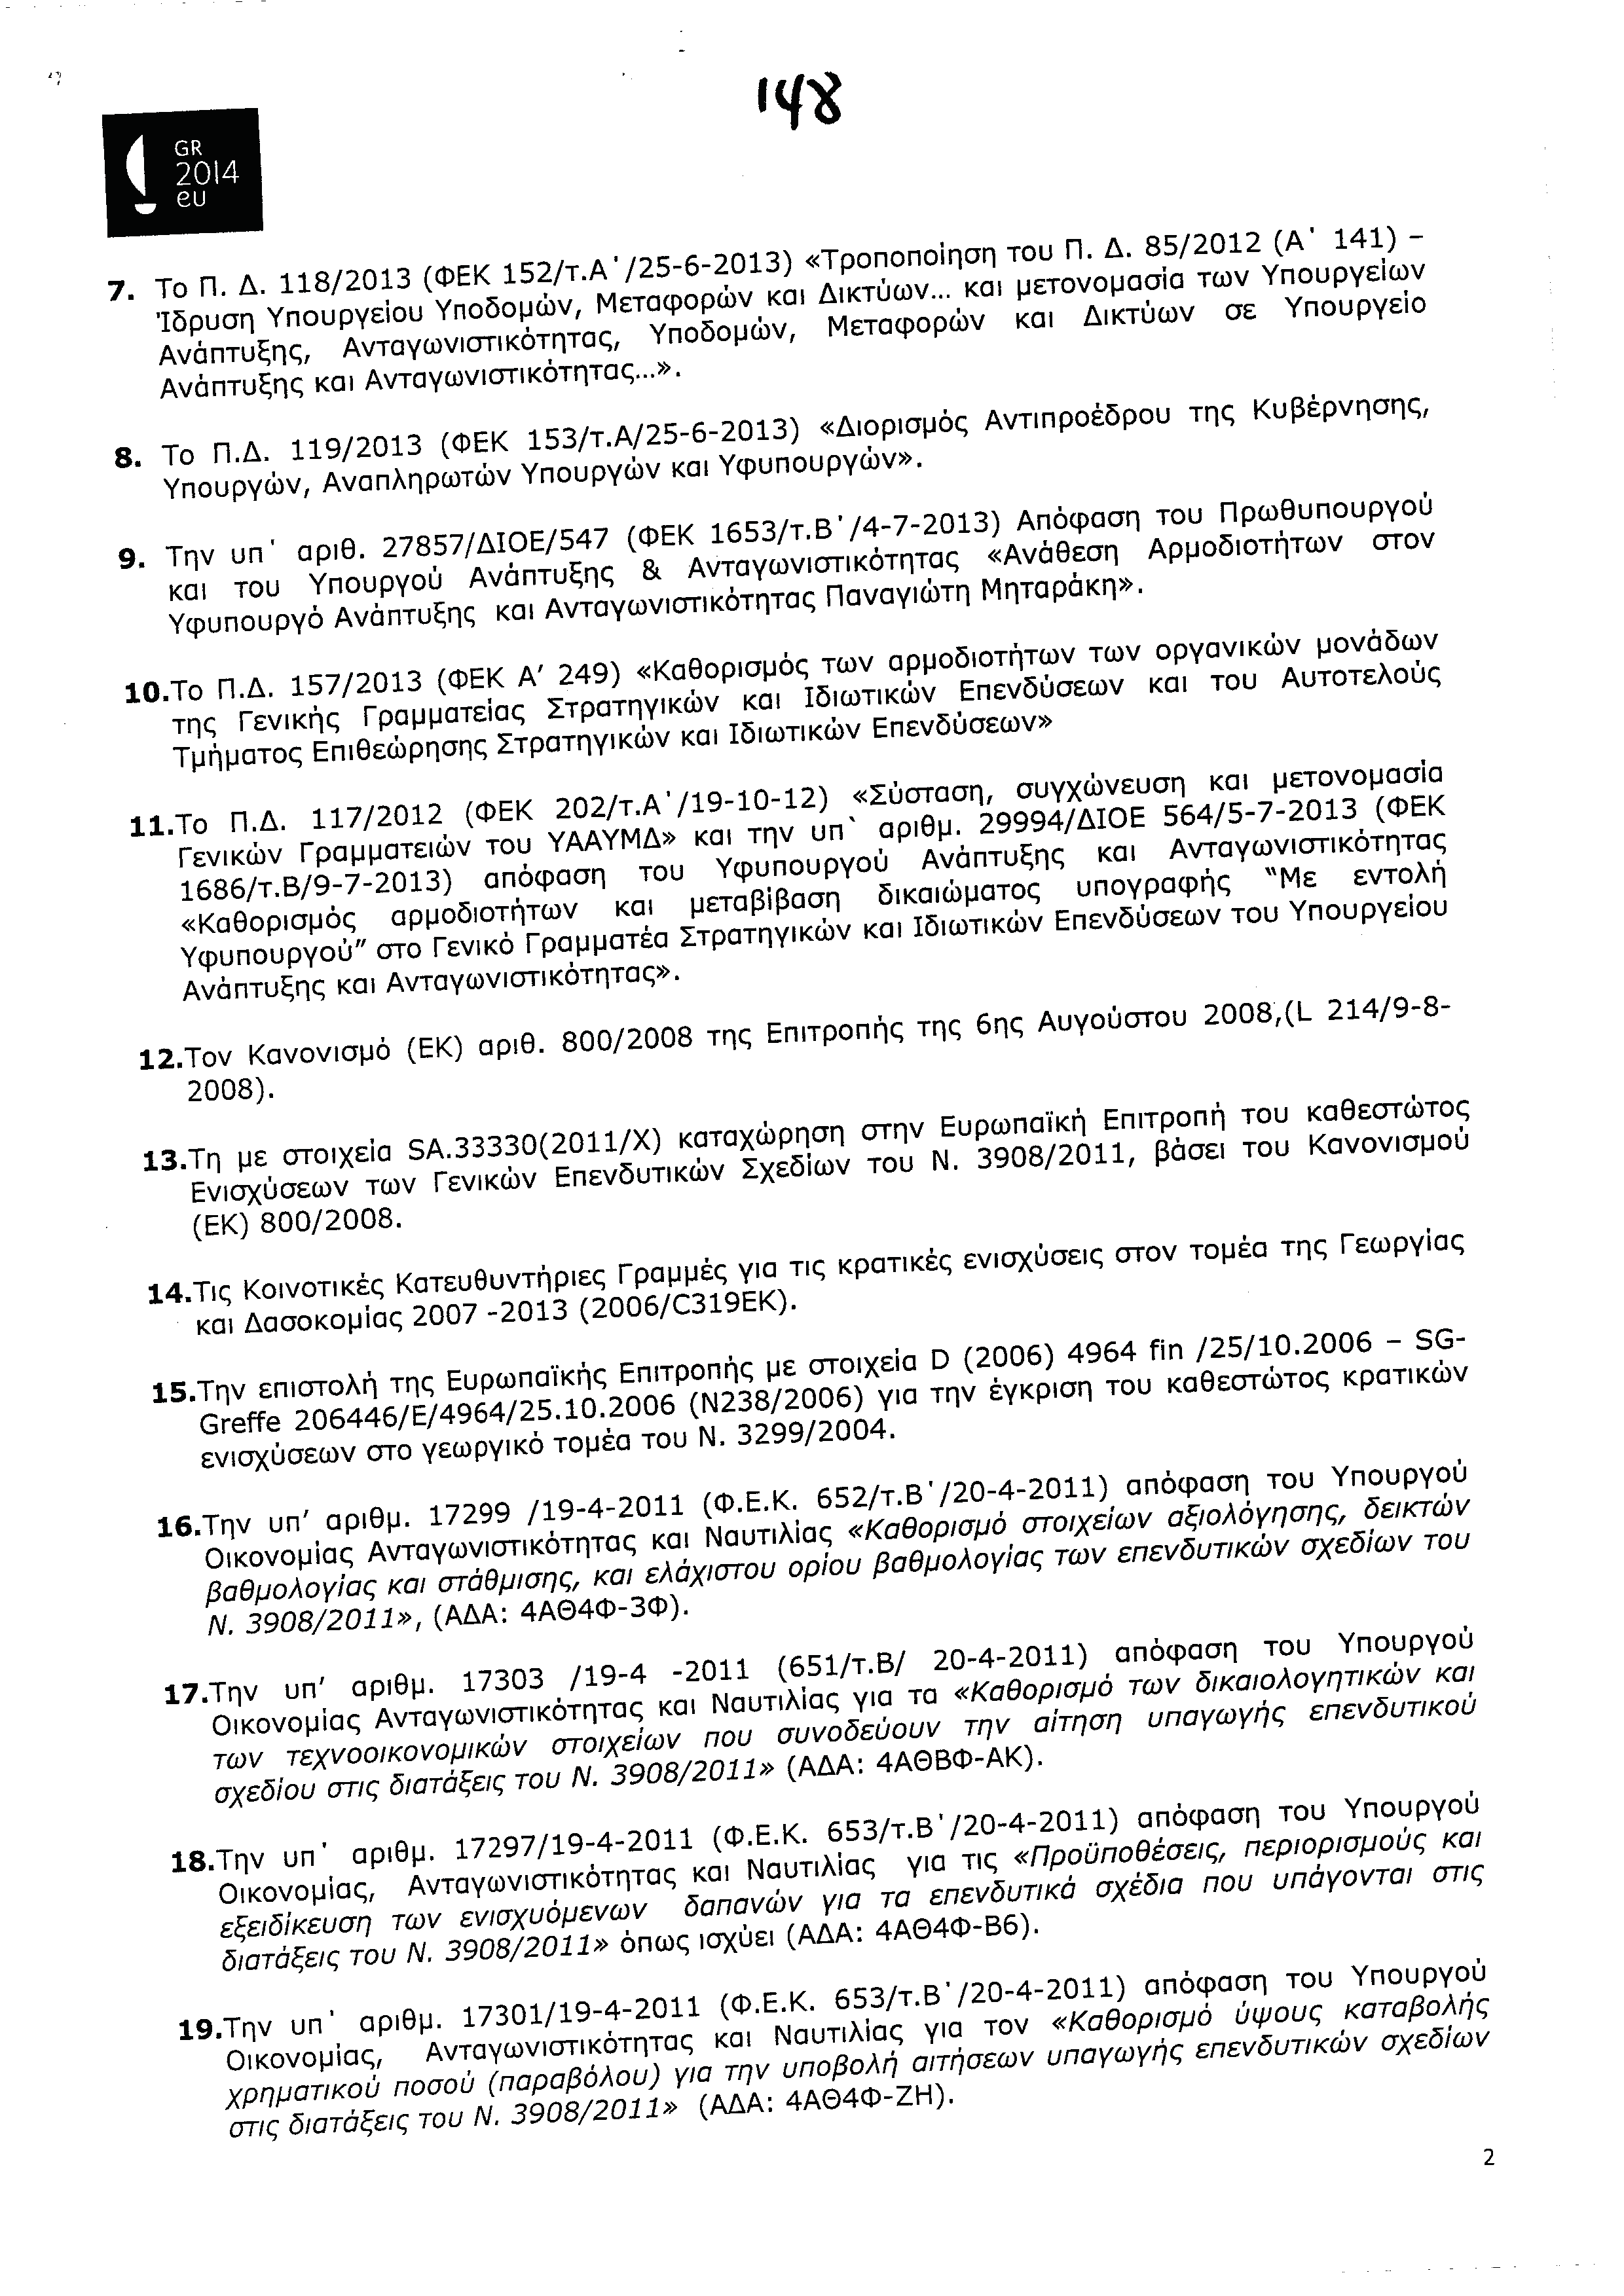 148
GR
2014
eu
7. Το Π. Δ. 118/2013 (ΦΕΚ 152/τ.Α΄/25-6-2013) «Τροποποίηση του Π. Δ. 85/2012 (Α΄ 141) –
Ίδρυση Υπουργείου Υποδομών, Μεταφορών και Δικτύων... και μετονομασία των Υπουργείων
Ανάπτυξης, Ανταγωνιστικότητας, Υποδομών, Μεταφορών και Δικτύων σε Υπουργείο
Ανάπτυξης και Ανταγωνιστικότητας...».
8. Το Π.Δ. 119/2013 (ΦΕΚ 153/τ.Α/25-6-2013) «Διορισμός Αντιπροέδρου της Κυβέρνησης,
Υπουργών, Αναπληρωτών Υπουργών και Υφυπουργών».
9. Την υπ΄ αριθ. 27857/ΔΙΟΕ/547 (ΦΕΚ 1653/τ.Β΄/4-7-2013) Απόφαση του Πρωθυπουργού
και του Υπουργού Ανάπτυξης & Ανταγωνιστικότητας «Ανάθεση Αρμοδιοτήτων στον
Υφυπουργό Ανάπτυξης και Ανταγωνιστικότητας Παναγιώτη Μηταράκη».
10.Το Π.Δ. 157/2013 (ΦΕΚ Α' 249) «Καθορισμός των αρμοδιοτήτων των οργανικών μονάδων
της Γενικής Γραμματείας Στρατηγικών και Ιδιωτικών Επενδύσεων και του Αυτοτελούς
Τμήματος Επιθεώρησης Στρατηγικών και Ιδιωτικών Επενδύσεων»
11.Το Π.Δ. 117/2012 (ΦΕΚ 202/τ.Α΄/19-10-12) «Σύσταση, συγχώνευση και μετονομασία
Γενικών Γραμματειών του ΥΑΑΥΜΔ» και την υπ` αριθμ. 29994/ΔΙΟΕ 564/5-7-2013 (ΦΕΚ
1686/τ.Β/9-7-2013) απόφαση του Υφυπουργού Ανάπτυξης και Ανταγωνιστικότητας
«Καθορισμός αρμοδιοτήτων και μεταβίβαση δικαιώματος υπογραφής "Με εντολή
Υφυπουργού" στο Γενικό Γραμματέα Στρατηγικών και Ιδιωτικών Επενδύσεων του Υπουργείου
Ανάπτυξης και Ανταγωνιστικότητας».
12.Τον Κανονισμό (ΕΚ) αριθ. 800/2008 της Επιτροπής της 6ης Αυγούστου 2008,(L 214/9-8-
2008).
13.Τη με στοιχεία SA.33330(2011/X) καταχώρηση στην Ευρωπαϊκή Επιτροπή του καθεστώτος
Ενισχύσεων των Γενικών Επενδυτικών Σχεδίων του Ν. 3908/2011, βάσει του Κανονισμού
(ΕΚ) 800/2008.
14.Τις Κοινοτικές Κατευθυντήριες Γραμμές για τις κρατικές ενισχύσεις στον τομέα της Γεωργίας
και Δασοκομίας 2007 -2013 (2006/C319ΕΚ).
15.Την επιστολή της Ευρωπαϊκής Επιτροπής με στοιχεία D (2006) 4964 fin /25/10.2006 – SG-
Greffe 206446/E/4964/25.10.2006 (N238/2006) για την έγκριση του καθεστώτος κρατικών
ενισχύσεων στο γεωργικό τομέα του Ν. 3299/2004.
16.Την υπ' αριθμ. 17299 /19-4-2011 (Φ.Ε.Κ. 652/τ.Β΄/20-4-2011) απόφαση του Υπουργού
Οικονομίας Ανταγωνιστικότητας και Ναυτιλίας «Καθορισμό στοιχείων αξιολόγησης, δεικτών
βαθμολογίας και στάθμισης, και ελάχιστου ορίου βαθμολογίας των επενδυτικών σχεδίων του
Ν. 3908/2011», (ΑΔΑ: 4ΑΘ4Φ-3Φ).
17.Την υπ' αριθμ. 17303 /19-4 -2011 (651/τ.Β/ 20-4-2011) απόφαση του Υπουργού
Οικονομίας Ανταγωνιστικότητας και Ναυτιλίας για τα «Καθορισμό των δικαιολογητικών και
των τεχνοοικονομικών στοιχείων που συνοδεύουν την αίτηση υπαγωγής επενδυτικού
σχεδίου στις διατάξεις του Ν. 3908/2011» (ΑΔΑ: 4ΑΘΒΦ-ΑΚ).
18.Την υπ΄ αριθμ. 17297/19-4-2011 (Φ.Ε.Κ. 653/τ.Β΄/20-4-2011) απόφαση του Υπουργού
Οικονομίας, Ανταγωνιστικότητας και Ναυτιλίας για τις «Προϋποθέσεις, περιορισμούς και
εξειδίκευση των ενισχυόμενων δαπανών για τα επενδυτικά σχέδια που υπάγονται στις
διατάξεις του Ν. 3908/2011» όπως ισχύει (ΑΔΑ: 4ΑΘ4Φ-Β6).
19.Την υπ΄ αριθμ. 17301/19-4-2011 (Φ.Ε.Κ. 653/τ.Β΄/20-4-2011) απόφαση του Υπουργού
Οικονομίας, Ανταγωνιστικότητας και Ναυτιλίας για τον «Καθορισμό ύψους καταβολής
χρηματικού ποσού (παραβόλου) για την υποβολή αιτήσεων υπαγωγής επενδυτικών σχεδίων
στις διατάξεις του Ν. 3908/2011» (ΑΔΑ: 4ΑΘ4Φ-ΖΗ).
2